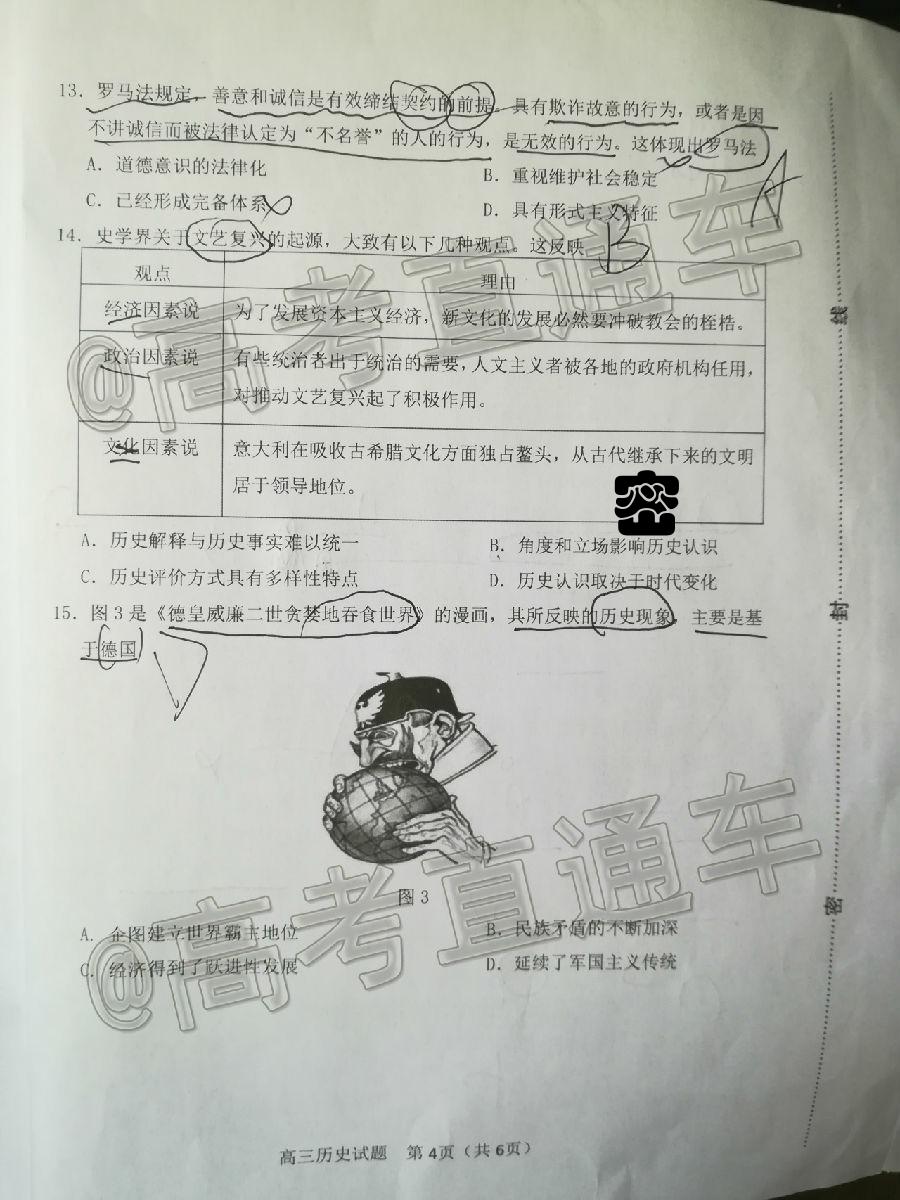 13. 罗马法规定，善意和诚信是有效缔结契约的前提。具有欺诈故意的行为，或者是因
不讲诚信而被法律认定为“不名誉”的人的行为，是无效的行为。这体现出罗马法
A. 道德意识的法律化
B. 重视维护社会稳定
C. 已经形成完备体系
D. 具有形式主义特征
A
14. 史学界关于文艺复兴的起源，大致有以下几种观点。这反映
B
观点 理由
经济因素说 为了发展资本主义经济，新文化的发展必然要冲破教会的桎梏。
政治因素说 有些统治者出于统治的需要，人文主义者被各地的政府机构任用，
对推动文艺复兴起了积极作用。
文化因素说 意大利在吸收古希腊文化方面独占鳌头，从古代继承下来的文明
居于领导地位。
密
A. 历史解释与历史事实难以统一
B. 角度和立场影响历史认识
C. 历史评价方式具有多样性特点
D. 历史认识取决于时代变化
15. 图 3 是《德皇威廉二世贪婪地吞食世界》的漫画，其所反映的历史现象，主要是基
于德国
图 3
A. 企图建立世界霸主地位
B. 民族矛盾的不断加深
C. 经济得到了跃进性发展
D. 延续了军国主义传统
高三历史试题 第 4页（共 6页）
线
封
密
@高考直通车
@高考直通车